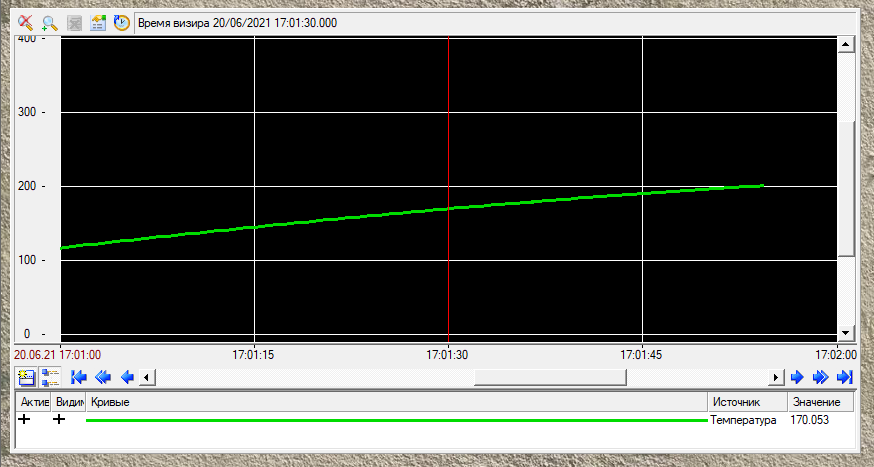 Время визира 20/06/2021 17:01:30.000
400 -
300 -
200 -
100 -
0 -
20.06.21 17:01:00 17:01:15 17:01:30 17:01:45 17:02:00
Актив Видим Кривые Источник Значение
Температура 170.053